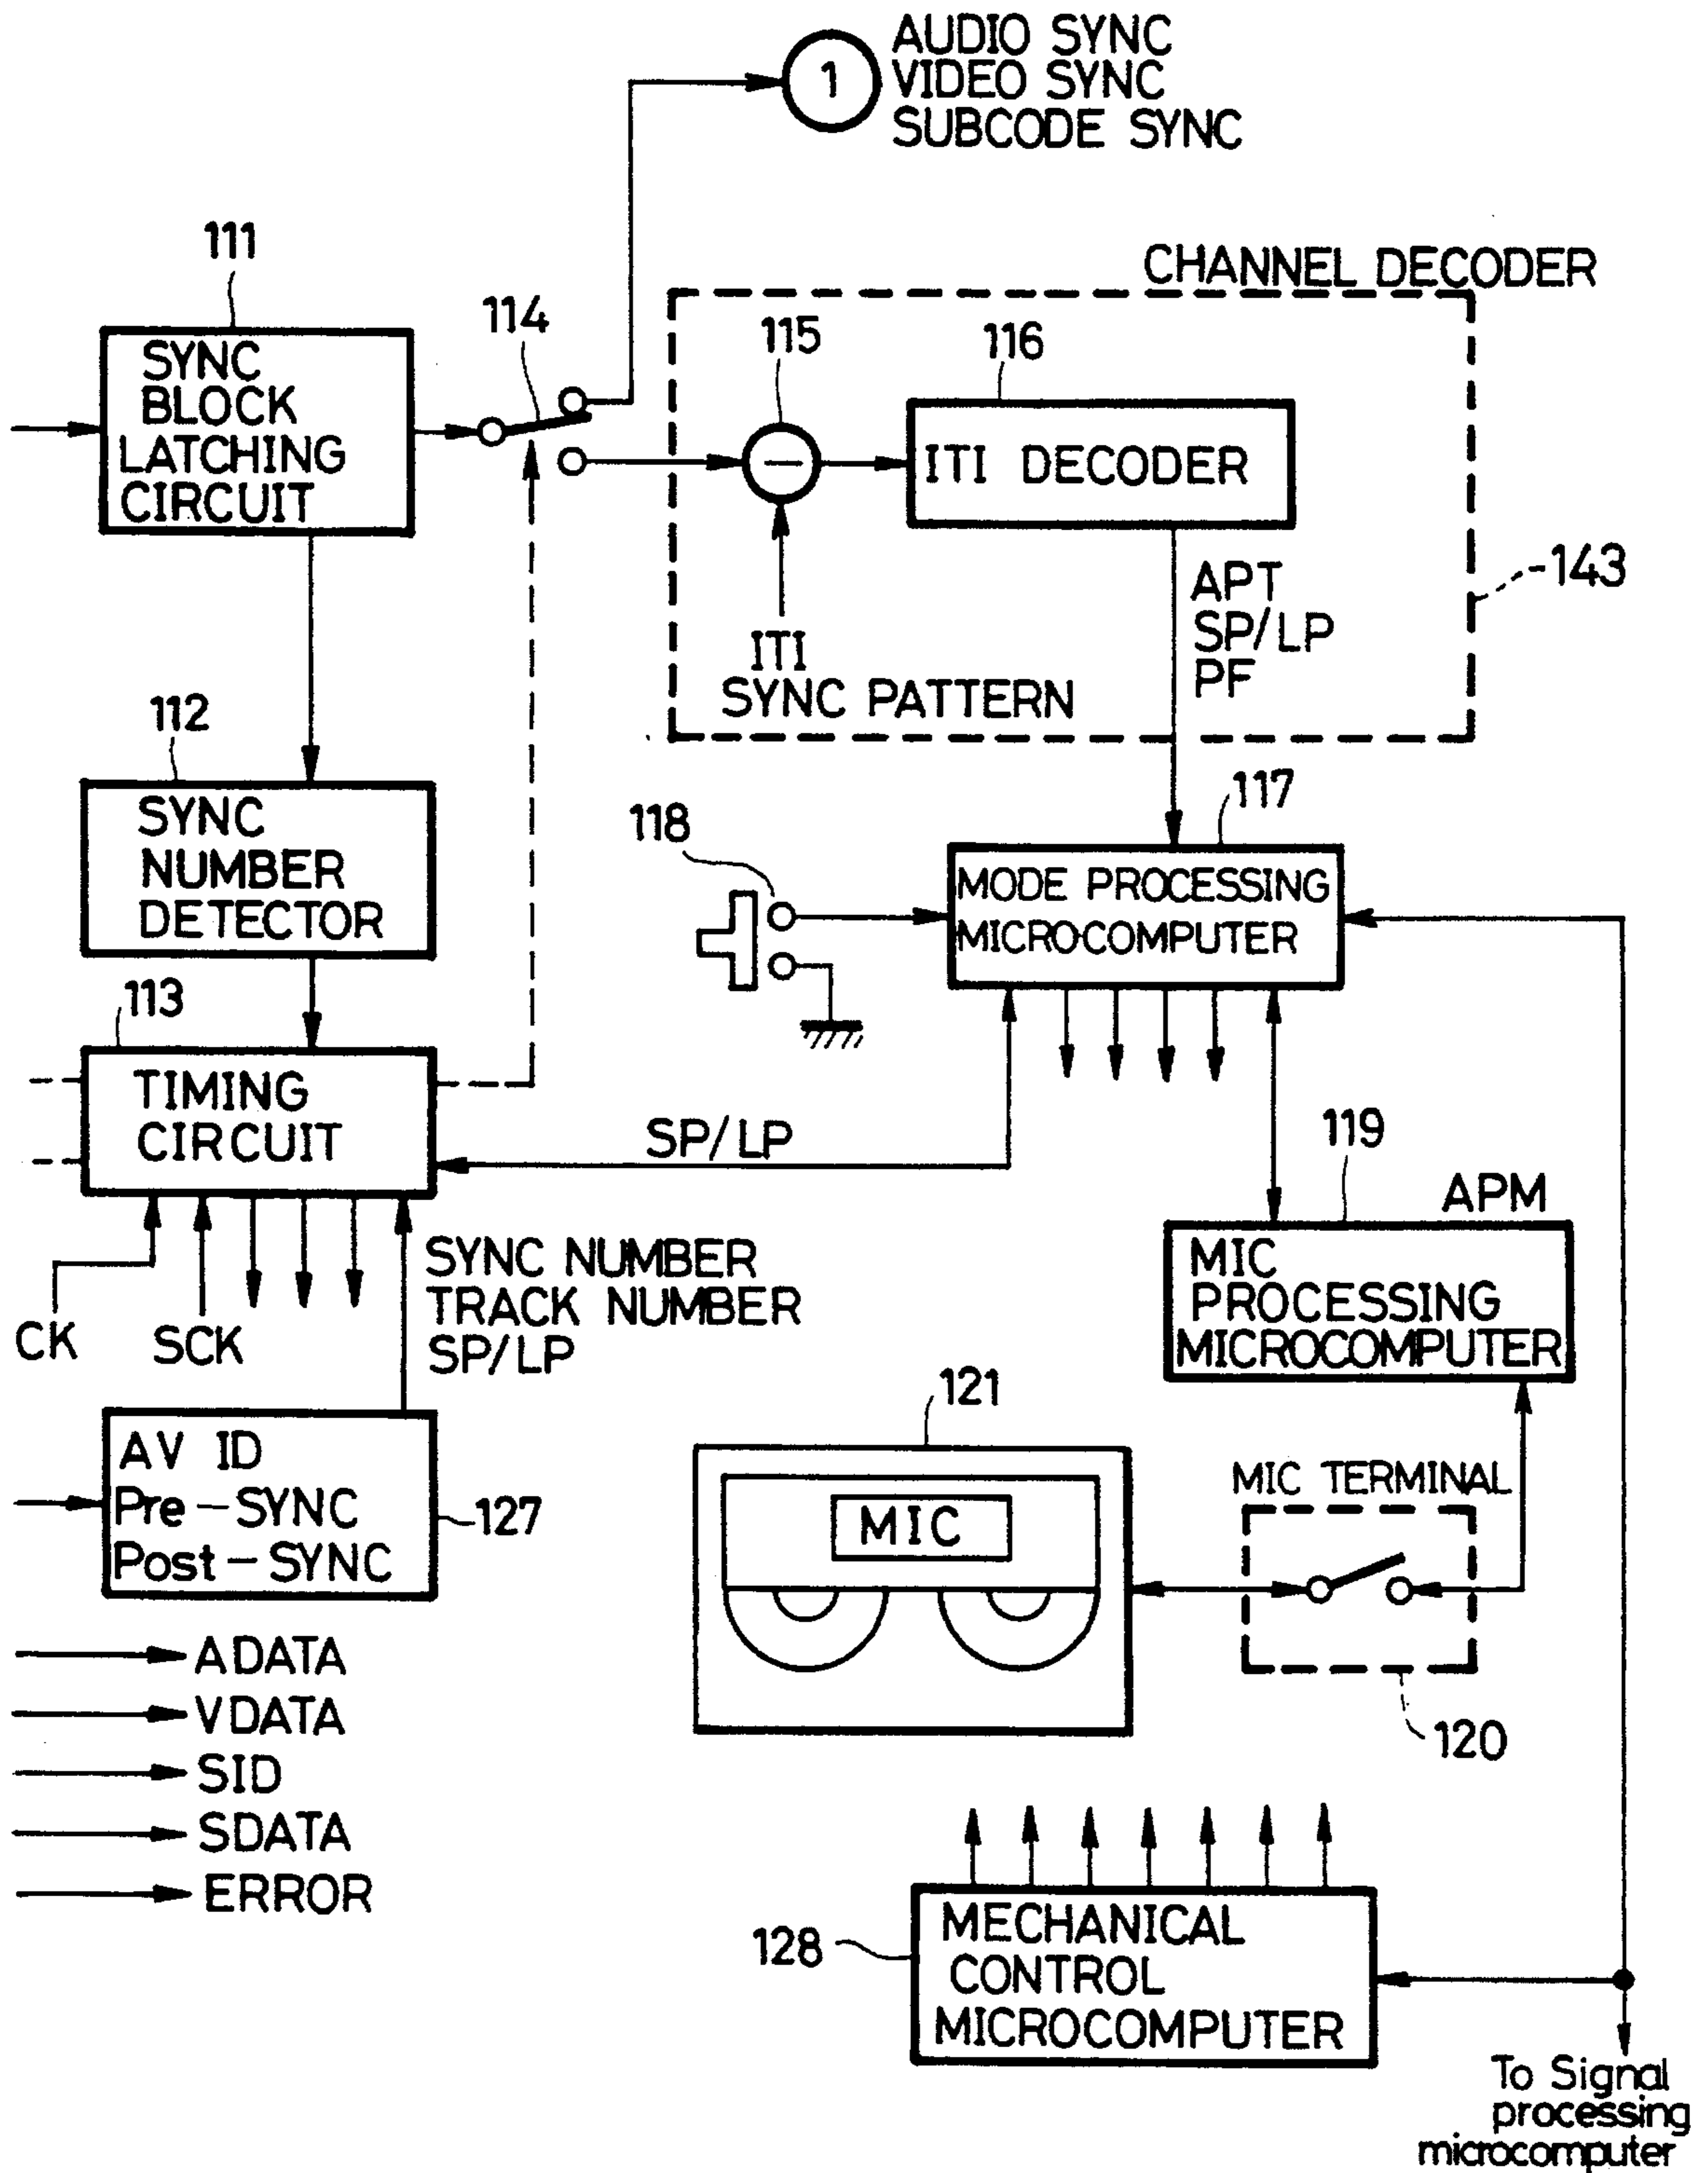 1
AUDIO SYNC
VIDEO SYNC
SUBCODE SYNC
111
SYNC
BLOCK
LATCHING
CIRCUIT
114
CHANNEL DECODER
115
116
ITI DECODER
ITI
SYNC PATTERN
APT
SP/LP
PF
143
112
SYNC
NUMBER
DETECTOR
118
117
MODE PROCESSING
MICRO-COMPUTER
113
TIMING
CIRCUIT
SP/LP
119
APM
MIC
PROCESSING
MICROCOMPUTER
CK
SCK
SYNC NUMBER
TRACK NUMBER
SP/LP
AV ID
Pre-SYNC
Post-SYNC
127
121
MIC
MIC TERMINAL
120
ADATA
VDATA
SID
SDATA
ERROR
128
MECHANICAL
CONTROL
MICROCOMPUTER
To Signal
processing
microcomputer